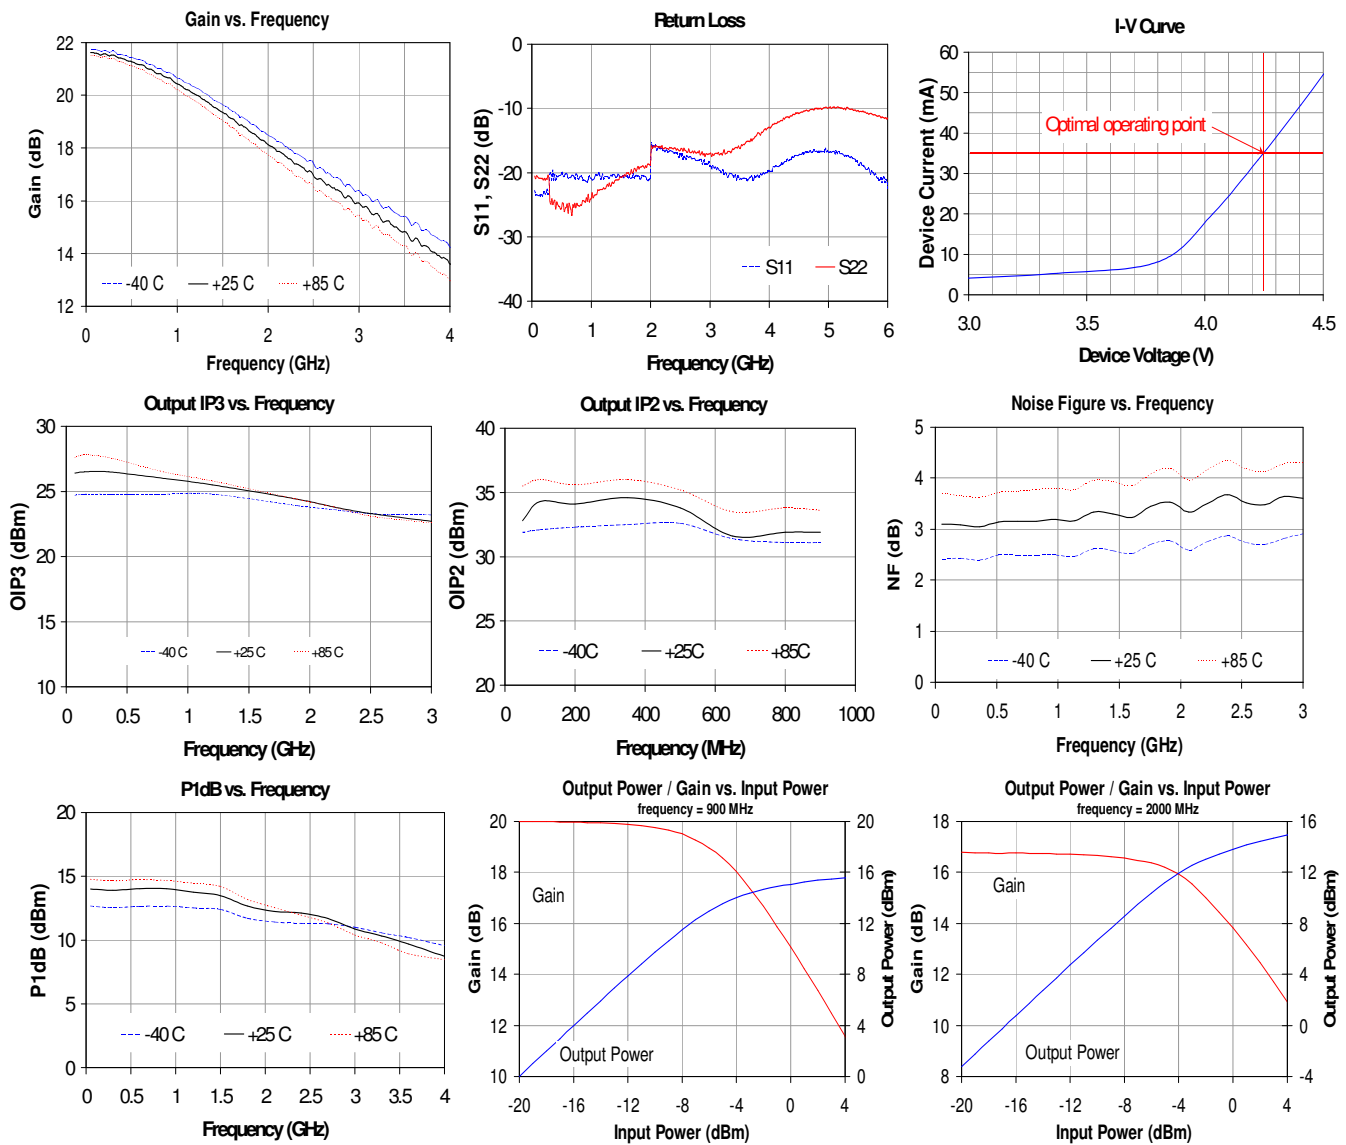 Gain vs. Frequency
Gain (dB)
22
20
18
16
14
12
-40 C
+25 C
+85 C
0 1 2 3 4
Frequency (GHz)
Return Loss
S11, S22 (dB)
0
-10
-20
-30
-40
S11
S22
0 1 2 3 4 5 6
Frequency (GHz)
I-V Curve
Device Current (mA)
60
50
40
30
20
10
0
Optimal operating point
3.0 3.5 4.0 4.5
Device Voltage (V)
Output IP3 vs. Frequency
OIP3 (dBm)
30
25
20
15
10
-40 C
+25 C
+85 C
0 0.5 1 1.5 2 2.5 3
Frequency (GHz)
Output IP2 vs. Frequency
OIP2 (dBm)
40
35
30
25
20
-40C
+25C
+85C
0 200 400 600 800 1000
Frequency (MHz)
Noise Figure vs. Frequency
NF (dB)
5
4
3
2
1
0
-40 C
+25 C
+85 C
0 0.5 1 1.5 2 2.5 3
Frequency (GHz)
P1dB vs. Frequency
P1dB (dBm)
20
15
10
5
0
-40 C
+25 C
+85 C
0 0.5 1 1.5 2 2.5 3 3.5 4
Frequency (GHz)
Output Power / Gain vs. Input Power
frequency = 900 MHz
Gain (dB)
20
18
16
14
12
10
Gain
Output Power
20
16
12
8
4
0
Output Power (dBm)
-20 -16 -12 -8 -4 0 4
Input Power (dBm)
Output Power / Gain vs. Input Power
frequency = 2000 MHz
Gain (dB)
18
16
14
12
10
8
Gain
Output Power
16
12
8
4
0
-4
Output Power (dBm)
-20 -16 -12 -8 -4 0 4
Input Power (dBm)